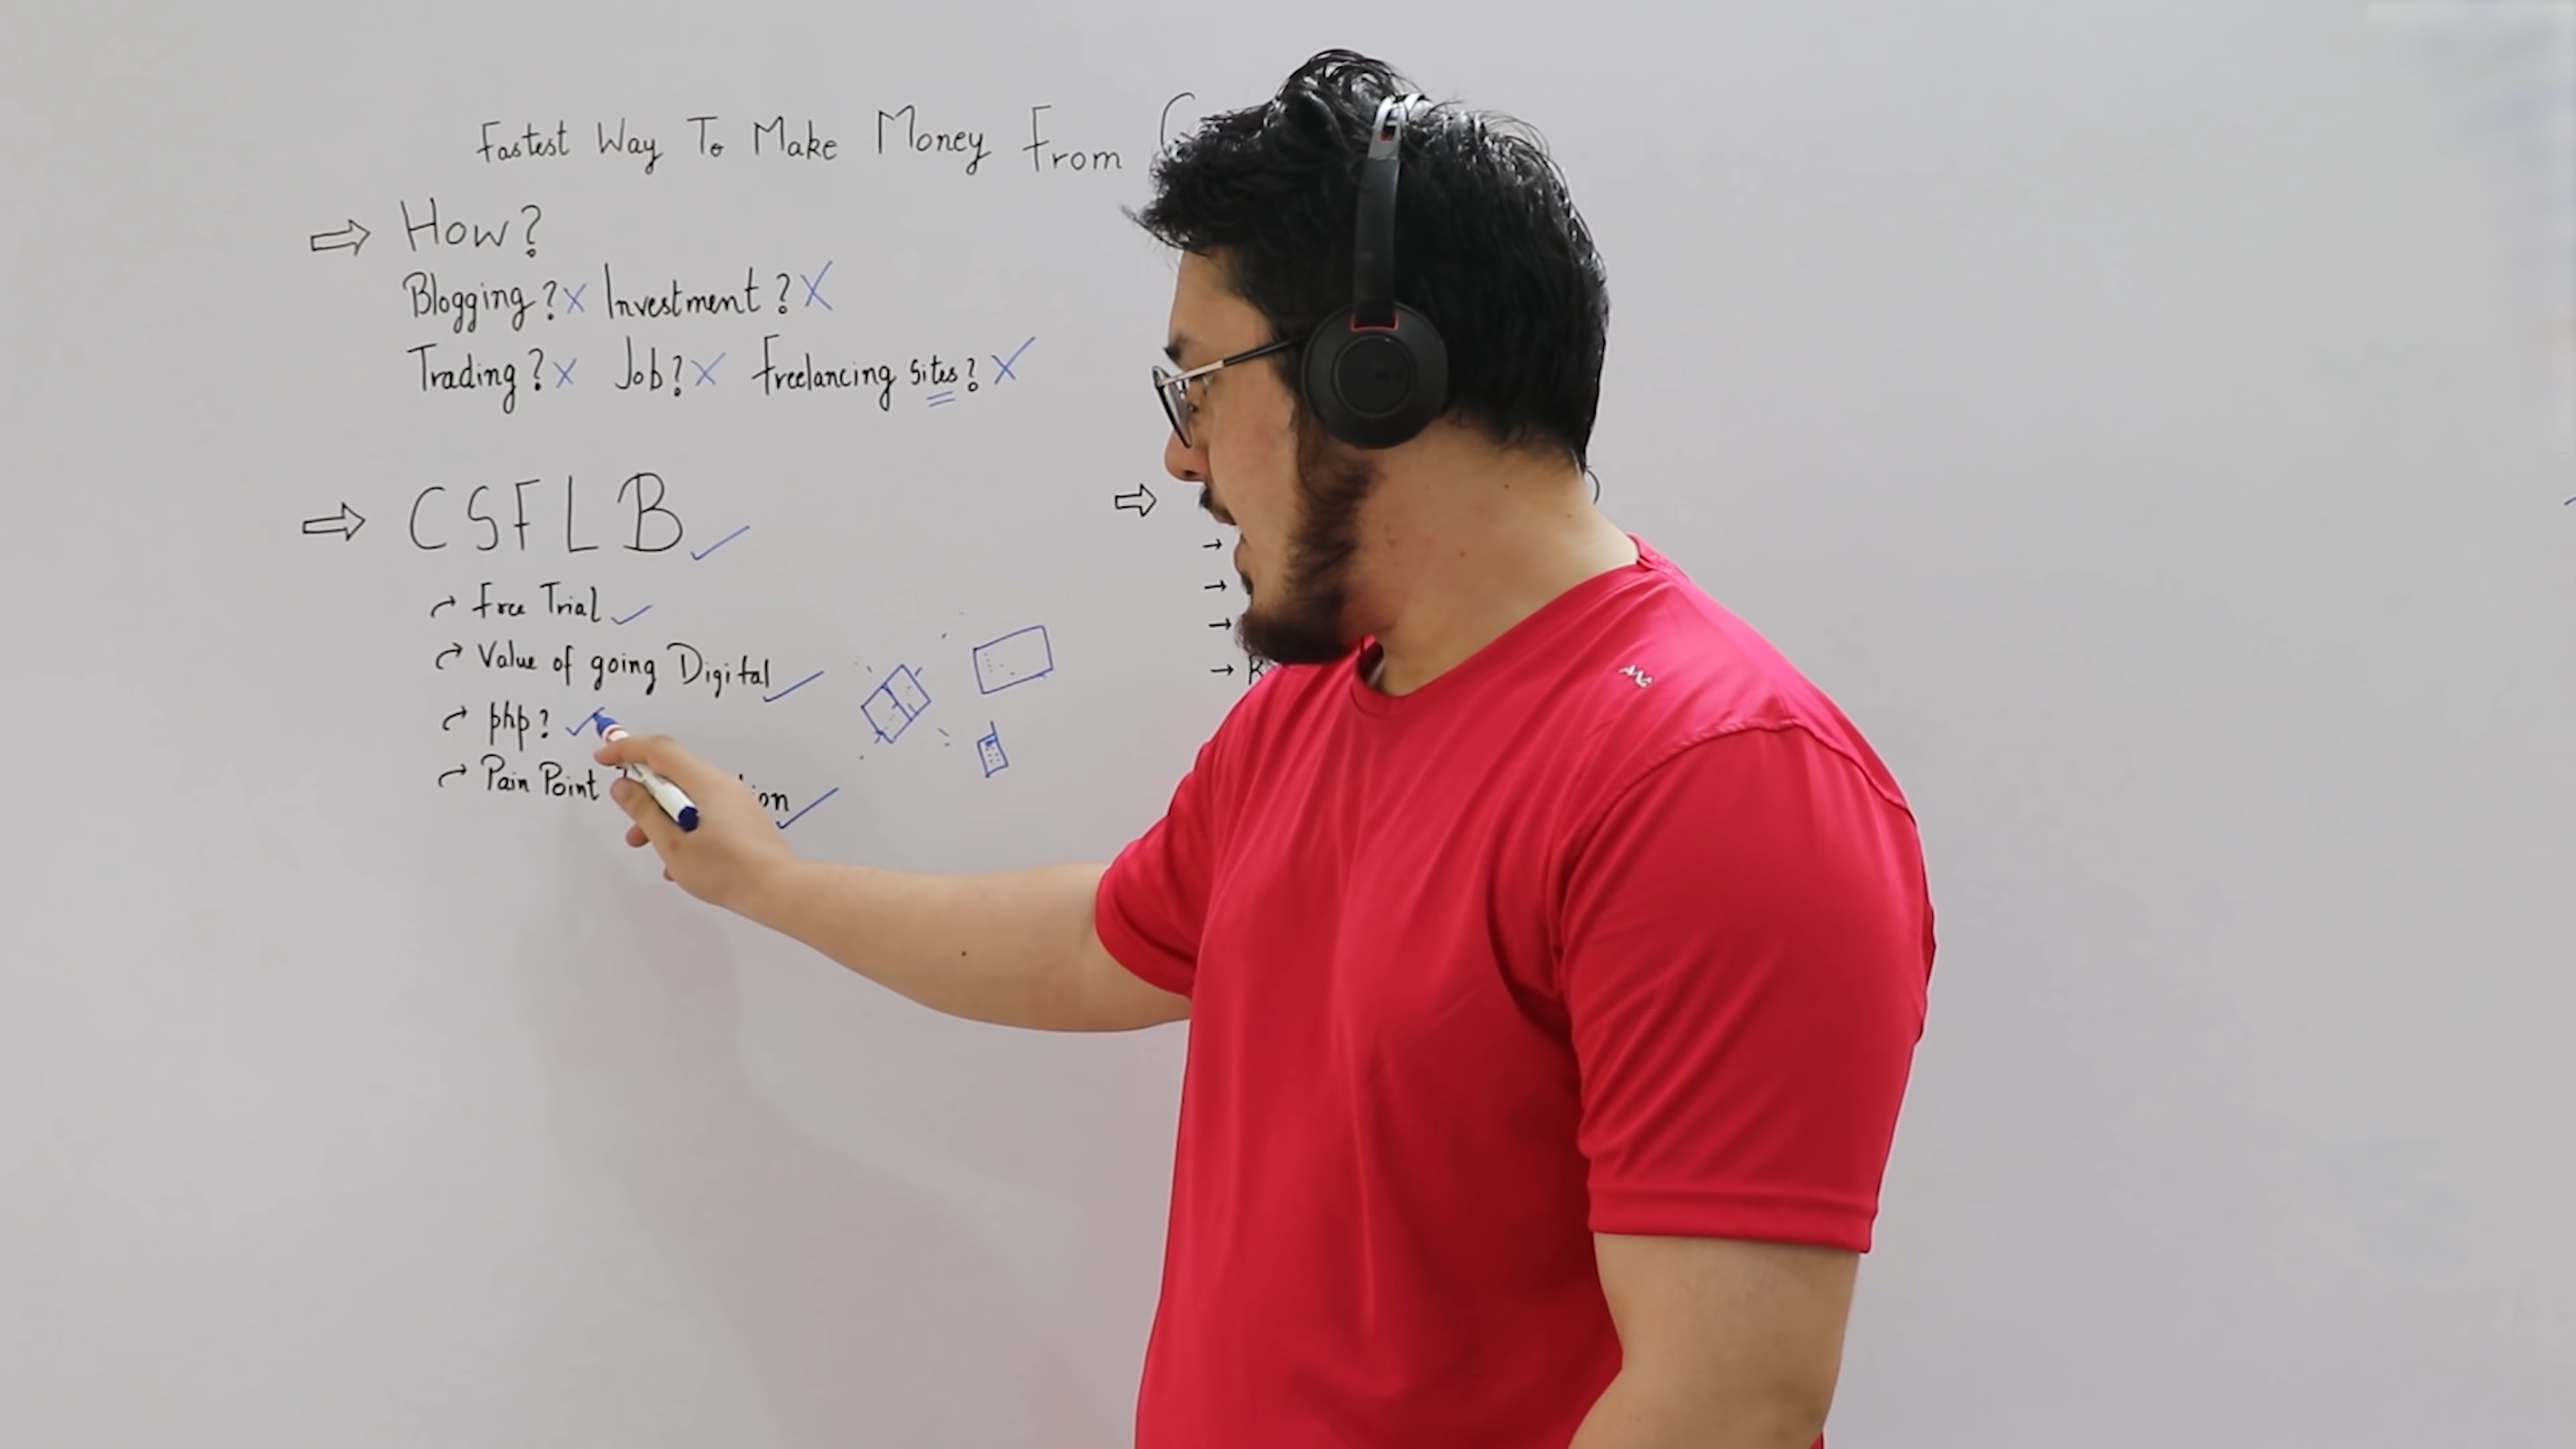 Fastest Way To Make Money From
How?
Blogging? X Investment? X
Trading? X Job? X Freelancing sites? X
CSFLB ✓
Free Trial ✓
Value of going Digital ✓
php? ✓
Pain Point